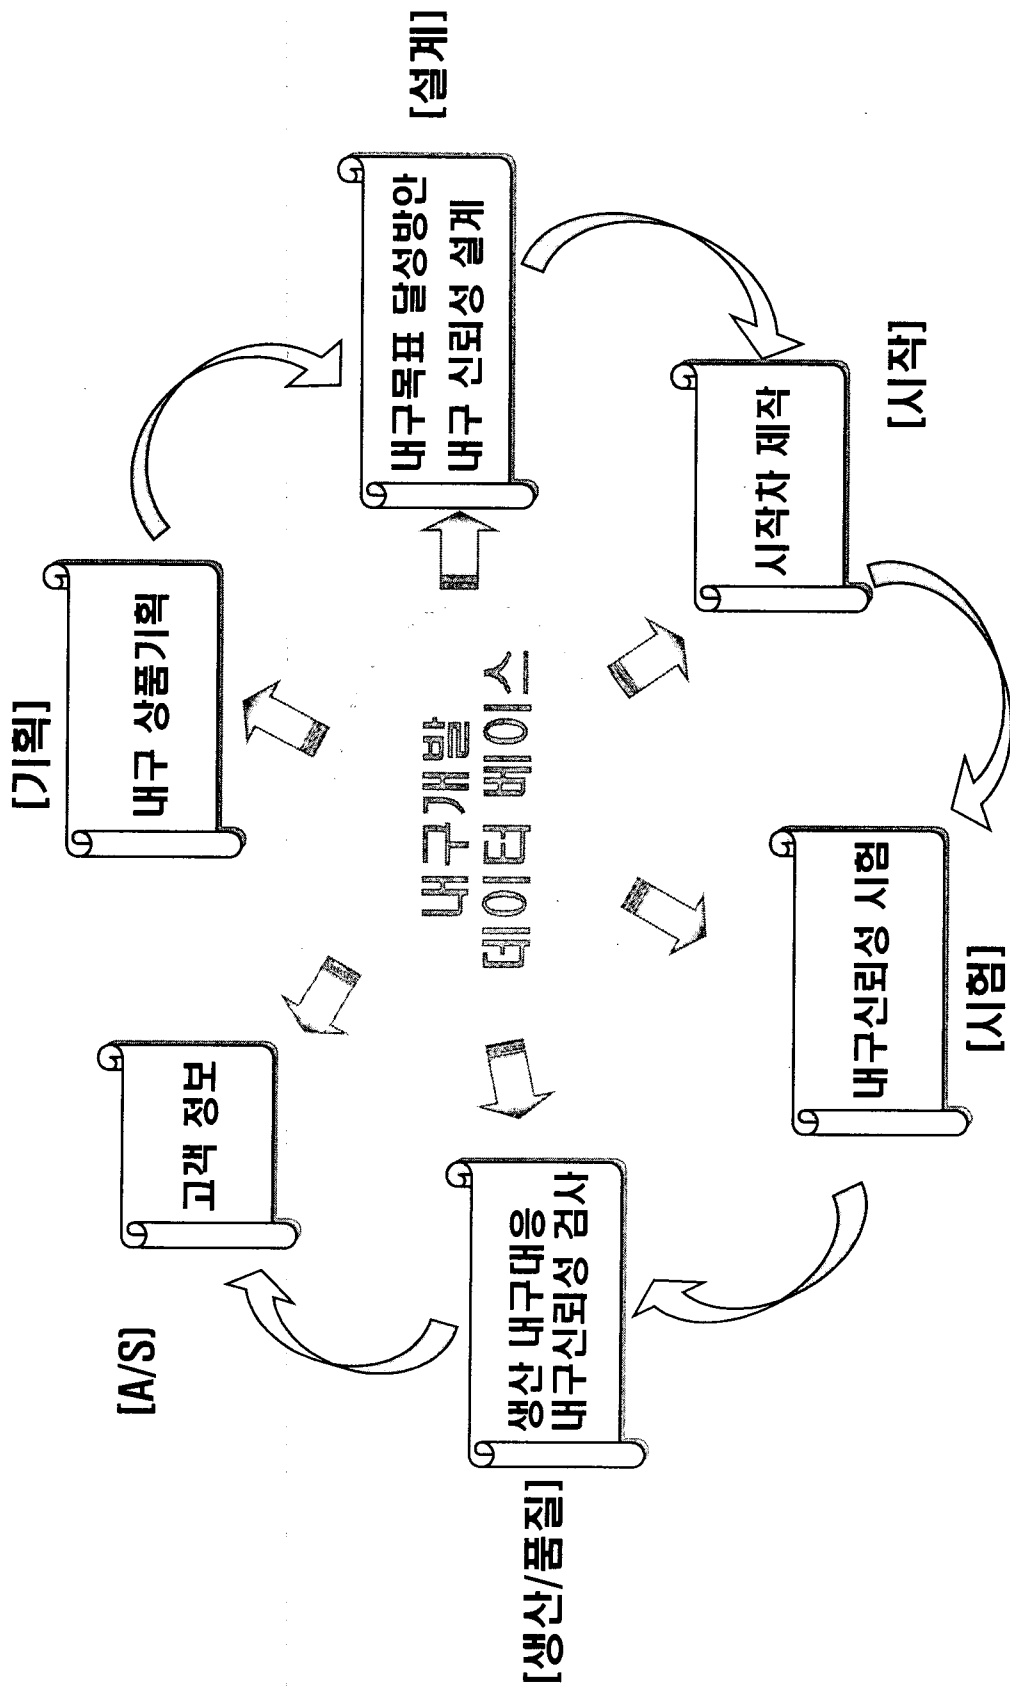 [기획]
내구 상품기획
[설계]
내구목표 달성방안
내구 신뢰성 설계
[시작]
시작차 제작
[시험]
내구신뢰성 시험
[생산/품질]
생산 내구대응
내구신뢰성 검사
[A/S]
고객 정보
내구개발
데이터 베이스